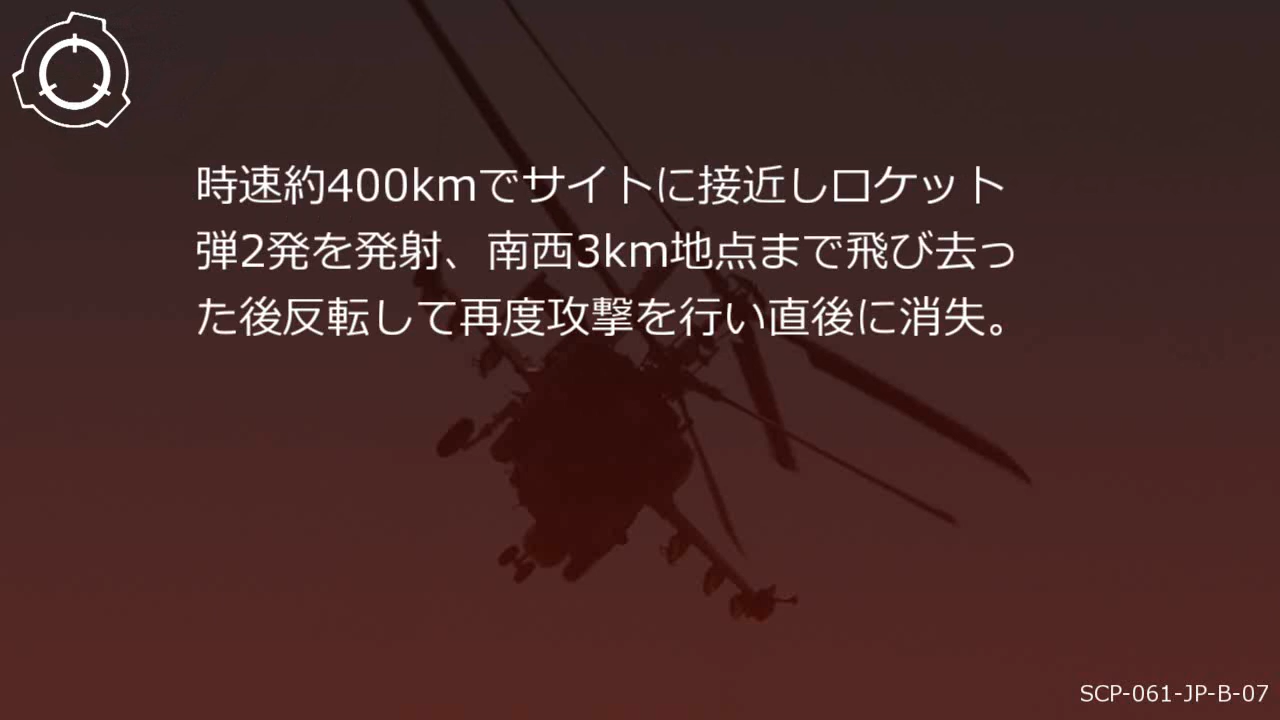 時速約400kmでサイトに接近しロケット
弾2発を発射、南西3km地点まで飛び去っ
た後反転して再度攻撃を行い直後に消失。
SCP-061-JP-B-07